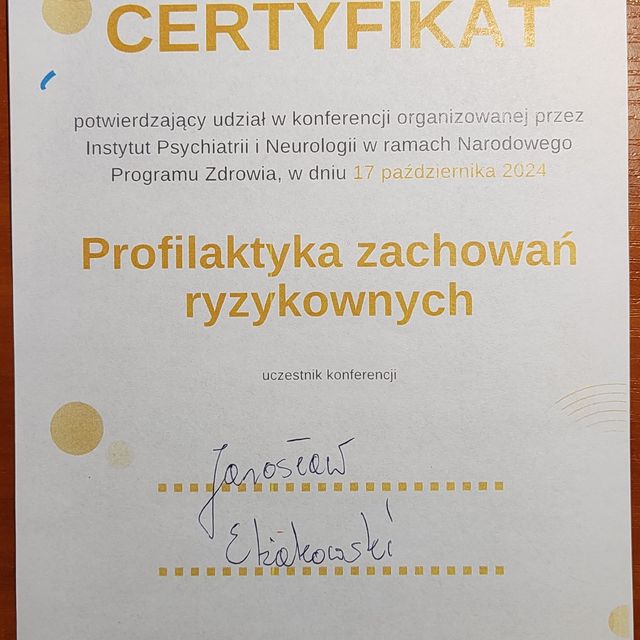 CERTYFIKAT
potwierdzający udział w konferencji organizowanej przez
Instytut Psychiatrii i Neurologii w ramach Narodowego
Programu Zdrowia, w dniu 17 października 2024
Profilaktyka zachowań
ryzykownych
uczestnik konferencji
Jarosław